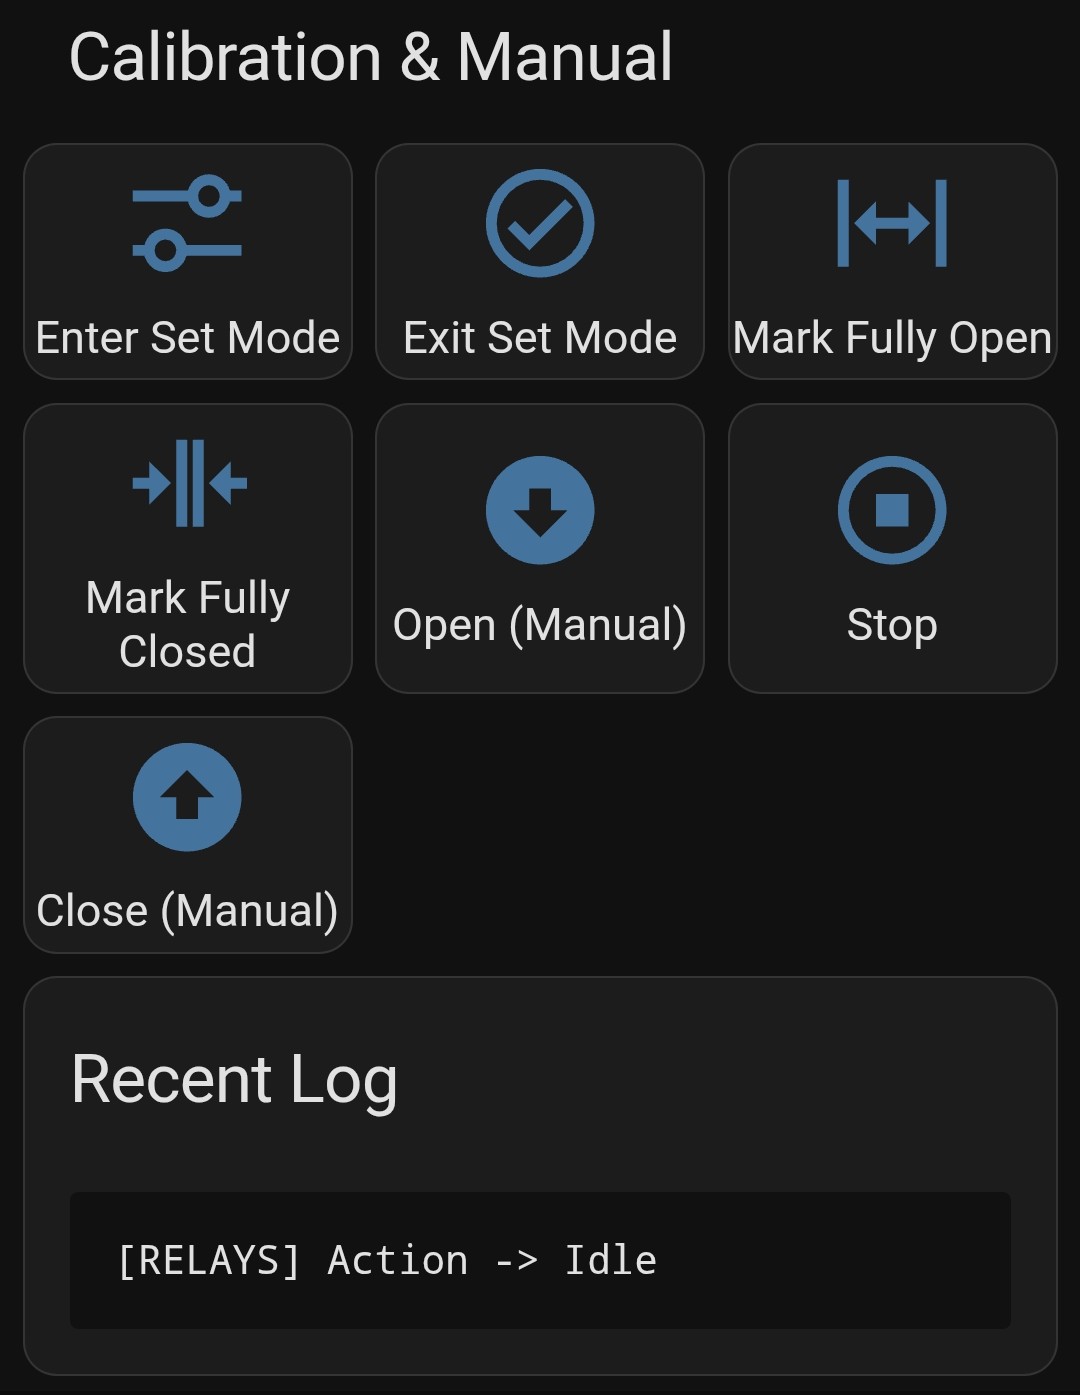 Calibration & Manual
Enter Set Mode
Exit Set Mode
Mark Fully Open
Mark Fully
Closed
Open (Manual)
Stop
Close (Manual)
Recent Log
[RELAYS] Action -> Idle